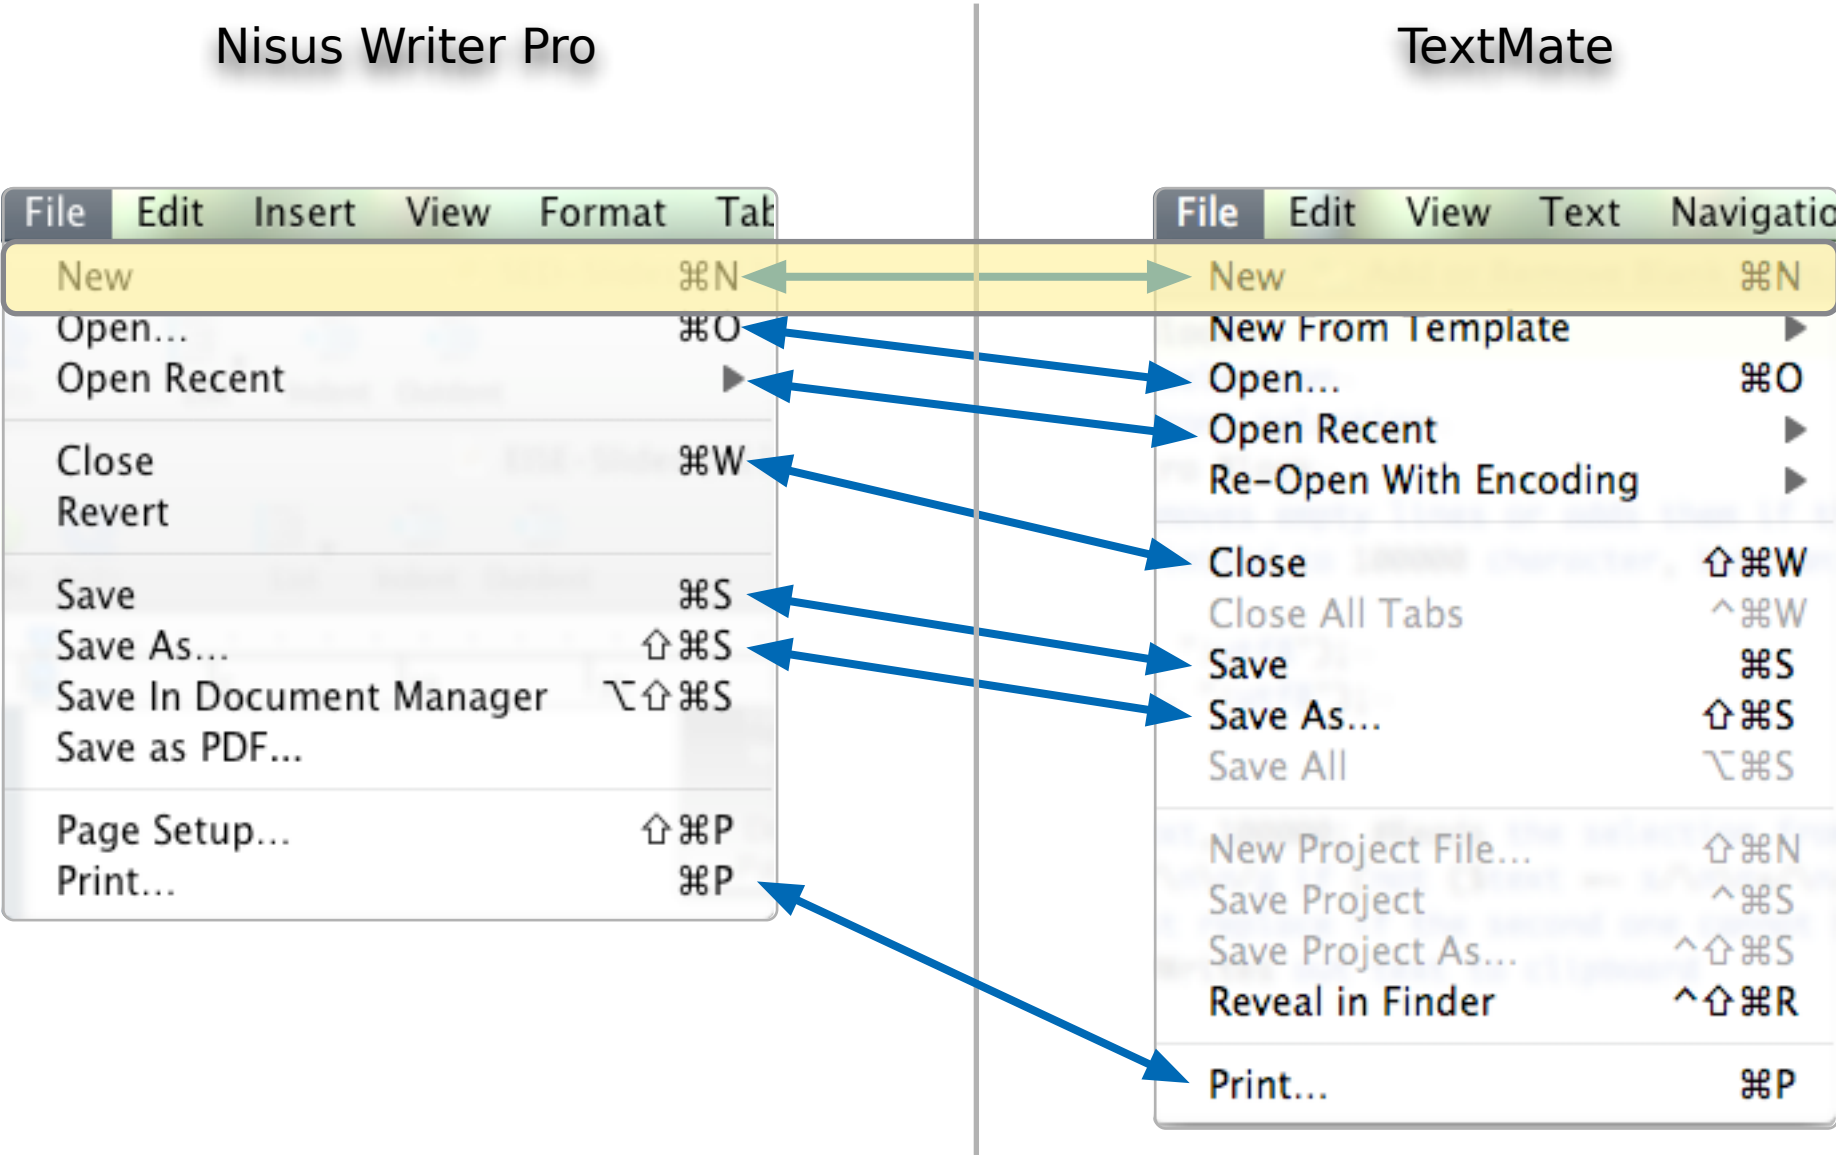 Nisus Writer Pro
File Edit Insert View Format Tab
New ⌘N
Open... ⌘O
Open Recent ▶
Close ⌘W
Revert
Save ⌘S
Save As... ⇧⌘S
Save In Document Manager ⌥⇧⌘S
Save as PDF...
Page Setup... ⇧⌘P
Print... ⌘P
TextMate
File Edit View Text Navigatio
New ⌘N
New From Template ▶
Open... ⌘O
Open Recent ▶
Re-Open With Encoding ▶
Close ⇧⌘W
Close All Tabs ^⌘W
Save ⌘S
Save As... ⇧⌘S
Save All ⌥⌘S
New Project File... ⇧⌘N
Save Project ^⌘S
Save Project As... ^⇧⌘S
Reveal in Finder ^⇧⌘R
Print... ⌘P